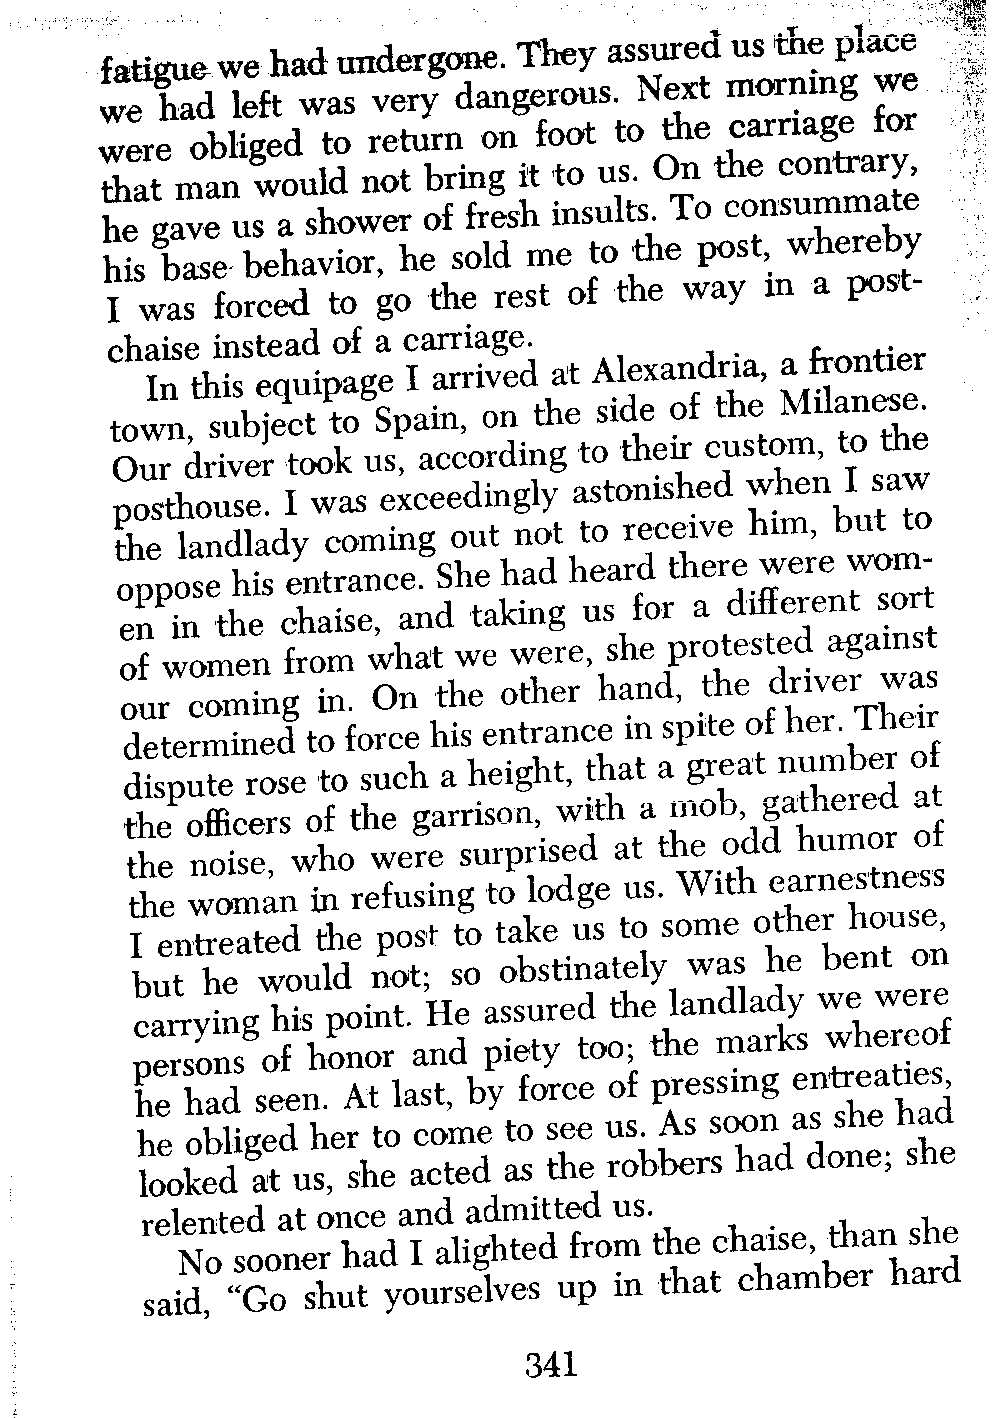 fatigue we had undergone. They assured us the place
we had left was very dangerous. Next morning we
were obliged to return on foot to the carriage for
that man would not bring it to us. On the contrary,
he gave us a shower of fresh insults. To consummate
his base behavior, he sold me to the post, whereby
I was forced to go the rest of the way in a post-
chaise instead of a carriage.
In this equipage I arrived at Alexandria, a frontier
town, subject to Spain, on the side of the Milanese.
Our driver took us, according to their custom, to the
posthouse. I was exceedingly astonished when I saw
the landlady coming out not to receive him, but to
oppose his entrance. She had heard there were wom-
en in the chaise, and taking us for a different sort
of women from what we were, she protested against
our coming in. On the other hand, the driver was
determined to force his entrance in spite of her. Their
dispute rose to such a height, that a great number of
the officers of the garrison, with a mob, gathered at
the noise, who were surprised at the odd humor of
the woman in refusing to lodge us. With earnestness
I entreated the post to take us to some other house,
but he would not; so obstinately was he bent on
carrying his point. He assured the landlady we were
persons of honor and piety too; the marks whereof
he had seen. At last, by force of pressing entreaties,
he obliged her to come to see us. As soon as she had
looked at us, she acted as the robbers had done; she
relented at once and admitted us.
No sooner had I alighted from the chaise, than she
said, “Go shut yourselves up in that chamber hard
341